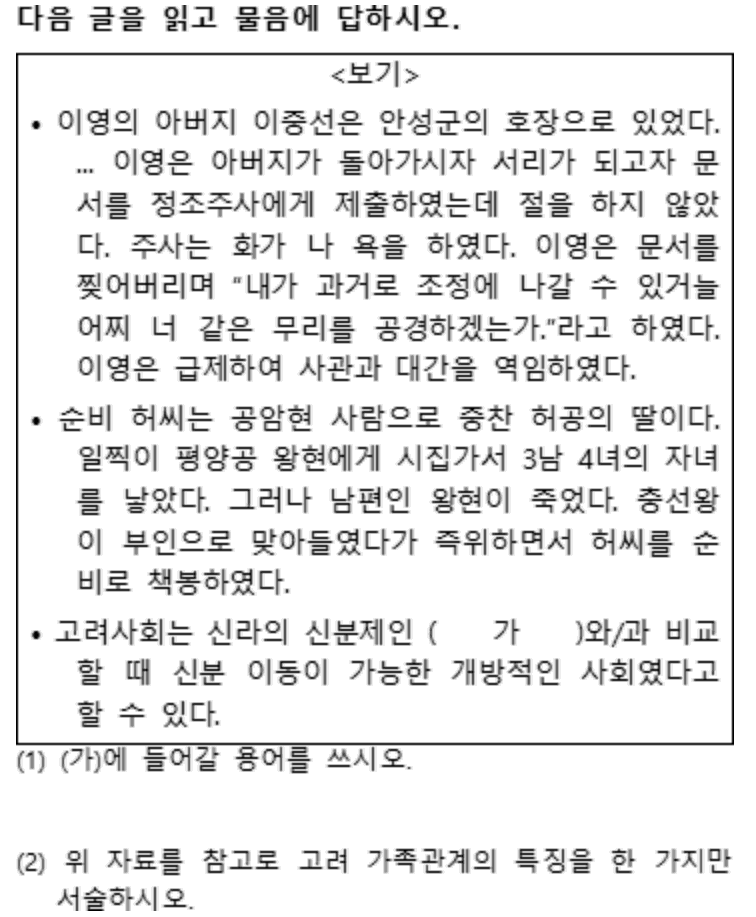 다음 글을 읽고 물음에 답하시오.
<보기>
• 이영의 아버지 이중선은 안성군의 호장으로 있었다.
... 이영은 아버지가 돌아가시자 서리가 되고자 문
서를 정조주사에게 제출하였는데 절을 하지 않았
다. 주사는 화가 나 욕을 하였다. 이영은 문서를
찢어버리며 "내가 과거로 조정에 나갈 수 있거늘
어찌 너 같은 무리를 공경하겠는가."라고 하였다.
이영은 급제하여 사관과 대간을 역임하였다.
• 순비 허씨는 공암현 사람으로 중찬 허공의 딸이다.
일찍이 평양공 왕현에게 시집가서 3남 4녀의 자녀
를 낳았다. 그러나 남편인 왕현이 죽었다. 충선왕
이 부인으로 맞아들였다가 즉위하면서 허씨를 순
비로 책봉하였다.
• 고려사회는 신라의 신분제인 ( 가 )와/과 비교
할 때 신분 이동이 가능한 개방적인 사회였다고
할 수 있다.
(1) (가)에 들어갈 용어를 쓰시오.
(2) 위 자료를 참고로 고려 가족관계의 특징을 한 가지만
서술하시오.